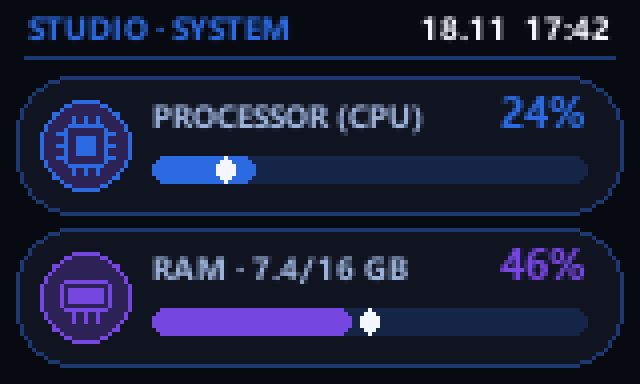 STUDIO · SYSTEM 18.11 17:42
PROCESSOR (CPU) 24%
RAM · 7.4/16 GB 46%